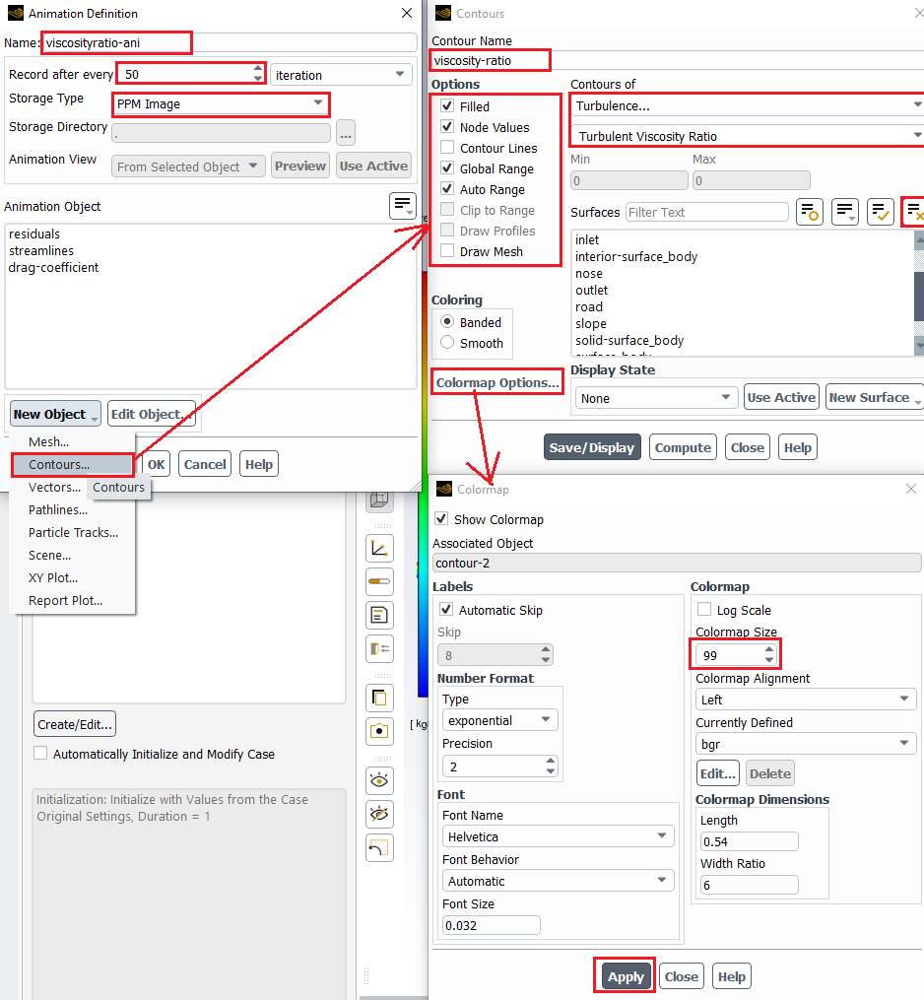 Animation Definition
Name: viscosityratio-ani
Record after every 50 iteration
Storage Type PPM Image
Storage Directory . ...
Animation View From Selected Object Preview Use Active
Animation Object
residuals
streamlines
drag-coefficient
New Object Edit Object...
OK Cancel Help
Mesh...
Contours...
Vectors...
Contours
Pathlines...
Particle Tracks...
Scene...
XY Plot...
Report Plot...
Create/Edit...
Automatically Initialize and Modify Case
Initialization: Initialize with Values from the Case
Original Settings, Duration = 1
Contours
Contour Name
viscosity-ratio
Options
Filled
Node Values
Contour Lines
Global Range
Auto Range
Clip to Range
Draw Profiles
Draw Mesh
Coloring
Banded
Smooth
Colormap Options...
Contours of
Turbulence...
Turbulent Viscosity Ratio
Min Max
0 0
Surfaces Filter Text
inlet
interior-surface_body
nose
outlet
road
slope
solid-surface_body
surface_body
Display State
None Use Active New Surface
Save/Display Compute Close Help
Colormap
Show Colormap
Associated Object
contour-2
Labels
Automatic Skip
Skip
8
Number Format
Type
exponential
Precision
2
Font
Font Name
Helvetica
Font Behavior
Automatic
Font Size
0.032
Colormap
Log Scale
Colormap Size
99
Colormap Alignment
Left
Currently Defined
bgr
Edit... Delete
Colormap Dimensions
Length
0.54
Width Ratio
6
Apply Close Help